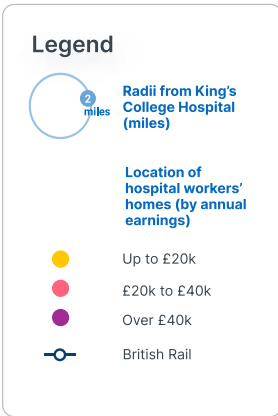 Legend
2
miles
Radii from King's
College Hospital
(miles)
Location of
hospital workers'
homes (by annual
earnings)
Up to £20k
£20k to £40k
Over £40k
British Rail